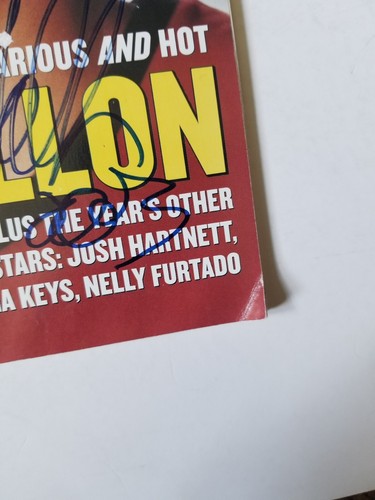 ARIOUS AND HOT
LLON
LUS THE YEAR'S OTHER
STARS: JOSH HARTNETT,
A KEYS, NELLY FURTADO